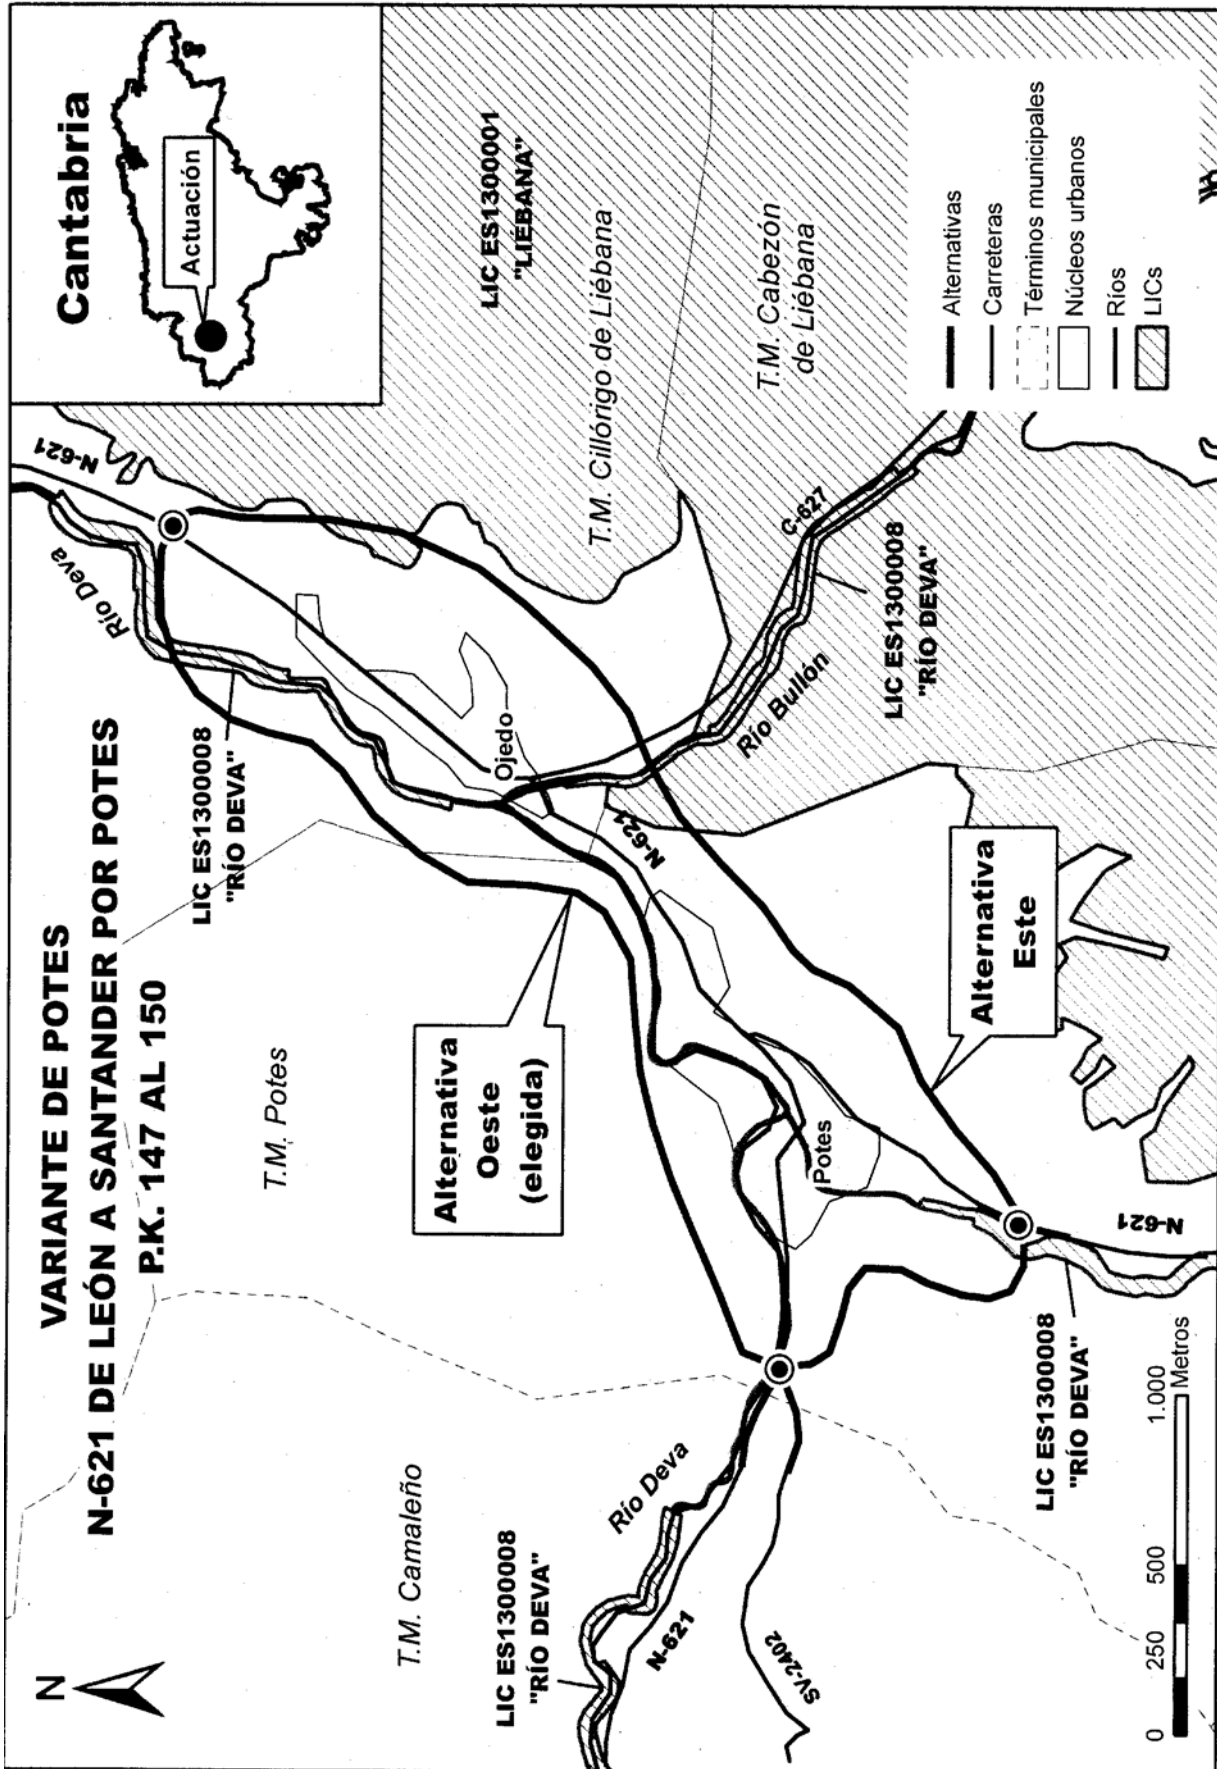 VARIANTE DE POTES
N-621 DE LEÓN A SANTANDER POR POTES
P.K. 147 AL 150
Cantabria
Actuación
N
T.M. Potes
T.M. Camaleño
LIC ES1300008
"RÍO DEVA"
Río Deva
N-621
LIC ES1300001
"LIÉBANA"
T.M. Cillórigo de Liébana
T.M. Cabezón
de Liébana
Alternativa
Oeste
(elegida)
Ojedo
N-621
C-627
LIC ES1300008
"RÍO DEVA"
Río Bullón
LIC ES1300008
"RÍO DEVA"
Río Deva
N-621
SV-2402
Potes
Alternativa
Este
N-621
LIC ES1300008
"RÍO DEVA"
0 250 500 1.000
Metros
Alternativas
Carreteras
Términos municipales
Núcleos urbanos
Ríos
LICs